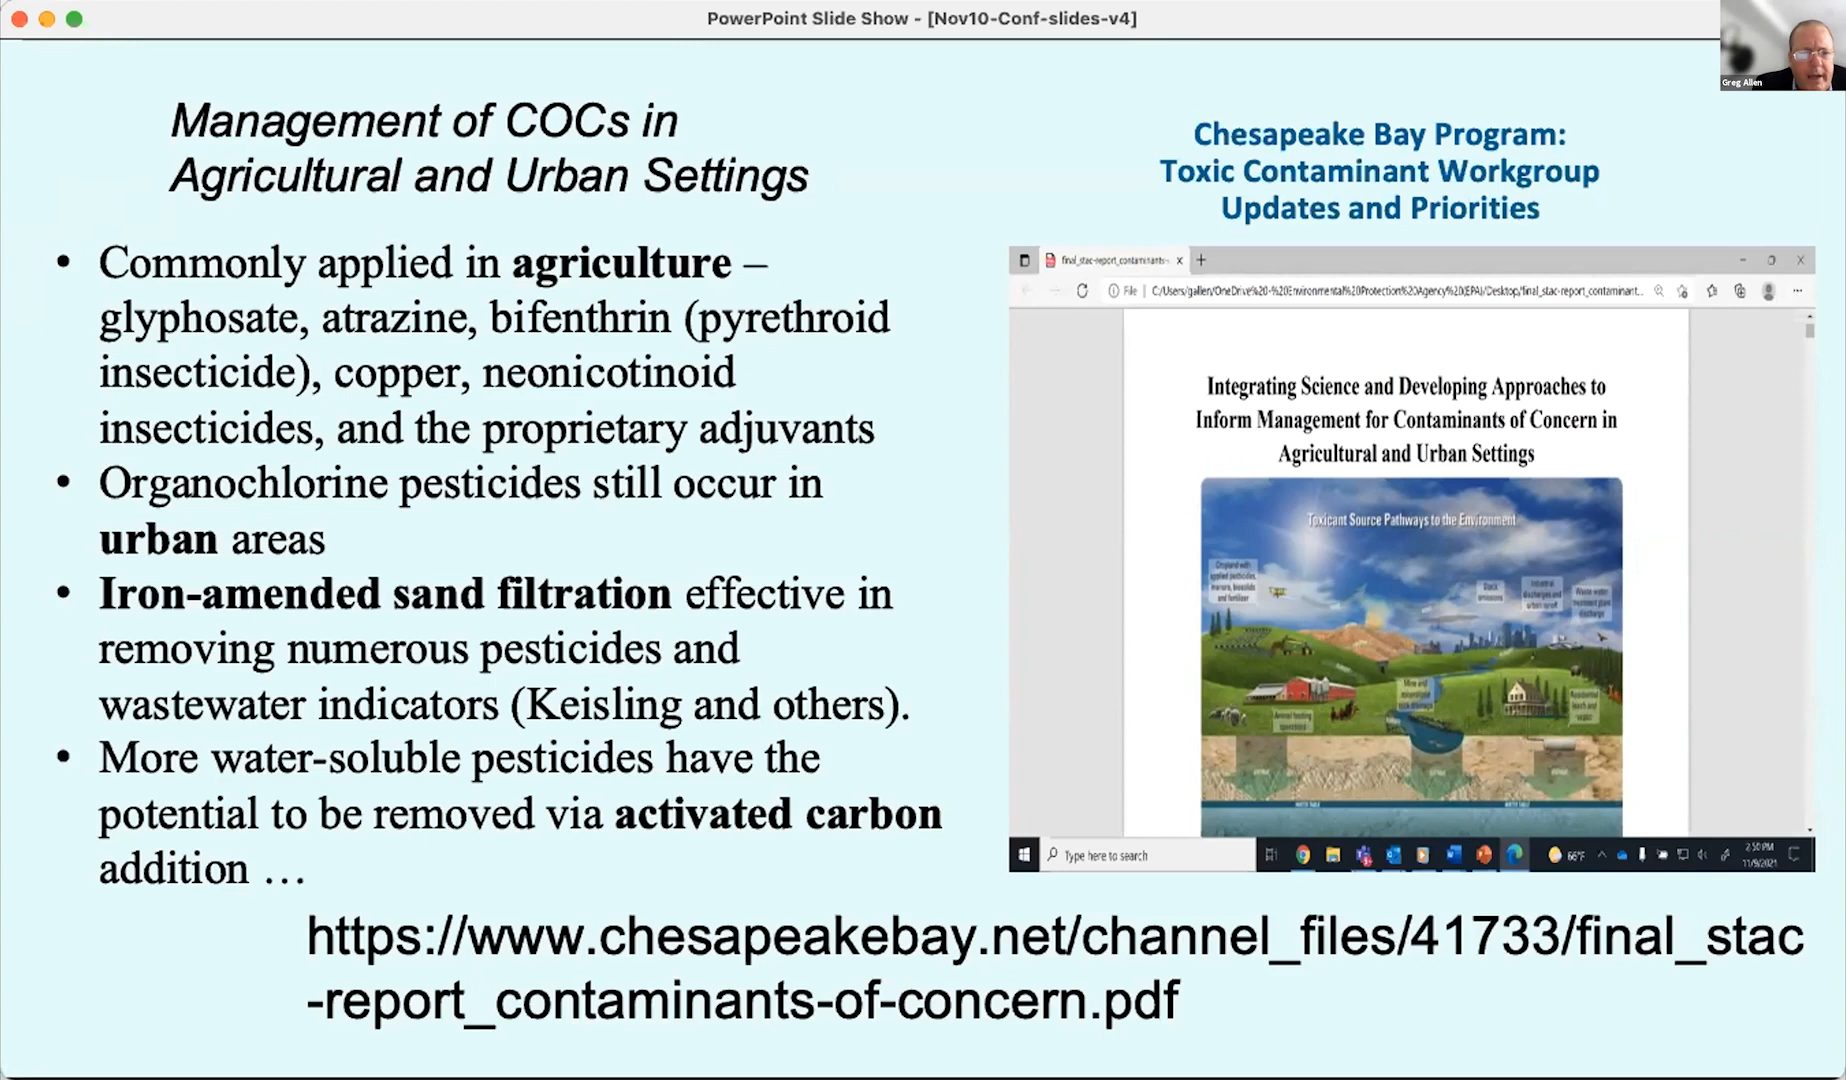 PowerPoint Slide Show - [Nov10-Conf-slides-v4]
Greg Allen
Management of COCs in
Agricultural and Urban Settings
• Commonly applied in agriculture –
glyphosate, atrazine, bifenthrin (pyrethroid
insecticide), copper, neonicotinoid
insecticides, and the proprietary adjuvants
• Organochlorine pesticides still occur in
urban areas
• Iron-amended sand filtration effective in
removing numerous pesticides and
wastewater indicators (Keisling and others).
• More water-soluble pesticides have the
potential to be removed via activated carbon
addition …
Chesapeake Bay Program:
Toxic Contaminant Workgroup
Updates and Priorities
final_stac-report_contaminants-
File
C:/Users/gallen/OneDrive%20-%20Environmental%20Protection%20Agency%20(EPA)/Desktop/final_stac-report_contaminant...
Integrating Science and Developing Approaches to
Inform Management for Contaminants of Concern in
Agricultural and Urban Settings
Toxicant Source Pathways to the Environment
Cropland with
applied pesticides,
manure, biosolids
and fertilizer
Stack
emissions
Industrial
discharges and
urban runoff
Waste water
treatment plant
discharge
Mine and
Animal feeding
operations
WATER TABLE
WATER TABLE
Type here to search
66°F
2:50 PM
11/9/2021
https://www.chesapeakebay.net/channel_files/41733/final_stac
-report_contaminants-of-concern.pdf